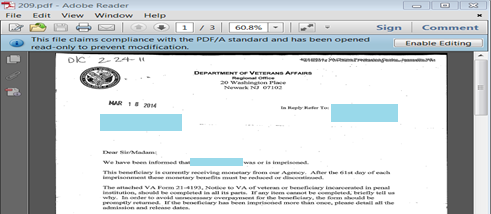 209.pdf - Adobe Reader
File Edit View Window Help
1 / 3 60.8% Sign Comment
This file claims compliance with the PDF/A standard and has been opened read-only to prevent modification.
Enable Editing
DIC 2-24-11
DEPARTMENT OF VETERANS AFFAIRS
Regional Office
20 Washington Place
Newark NJ 07102
MAR 18 2014
In Reply Refer To:
Dear Sir/Madam:
We have been informed that was or is imprisoned.
This beneficiary is currently receiving monetary from our Agency. After the 61st day of each
imprisonment these monetary benefits must be reduced or discontinued.
The attached VA Form 21-4193, Notice to VA of veteran or beneficiary incarcerated in penal
institution, should be completed in all its parts. If any item cannot be completed, briefly tell us
why. In order to avoid unnecessary overpayment for the beneficiary, the form should be
promptly returned. If the beneficiary has been imprisoned more than once, please detail all the
admission and release dates.